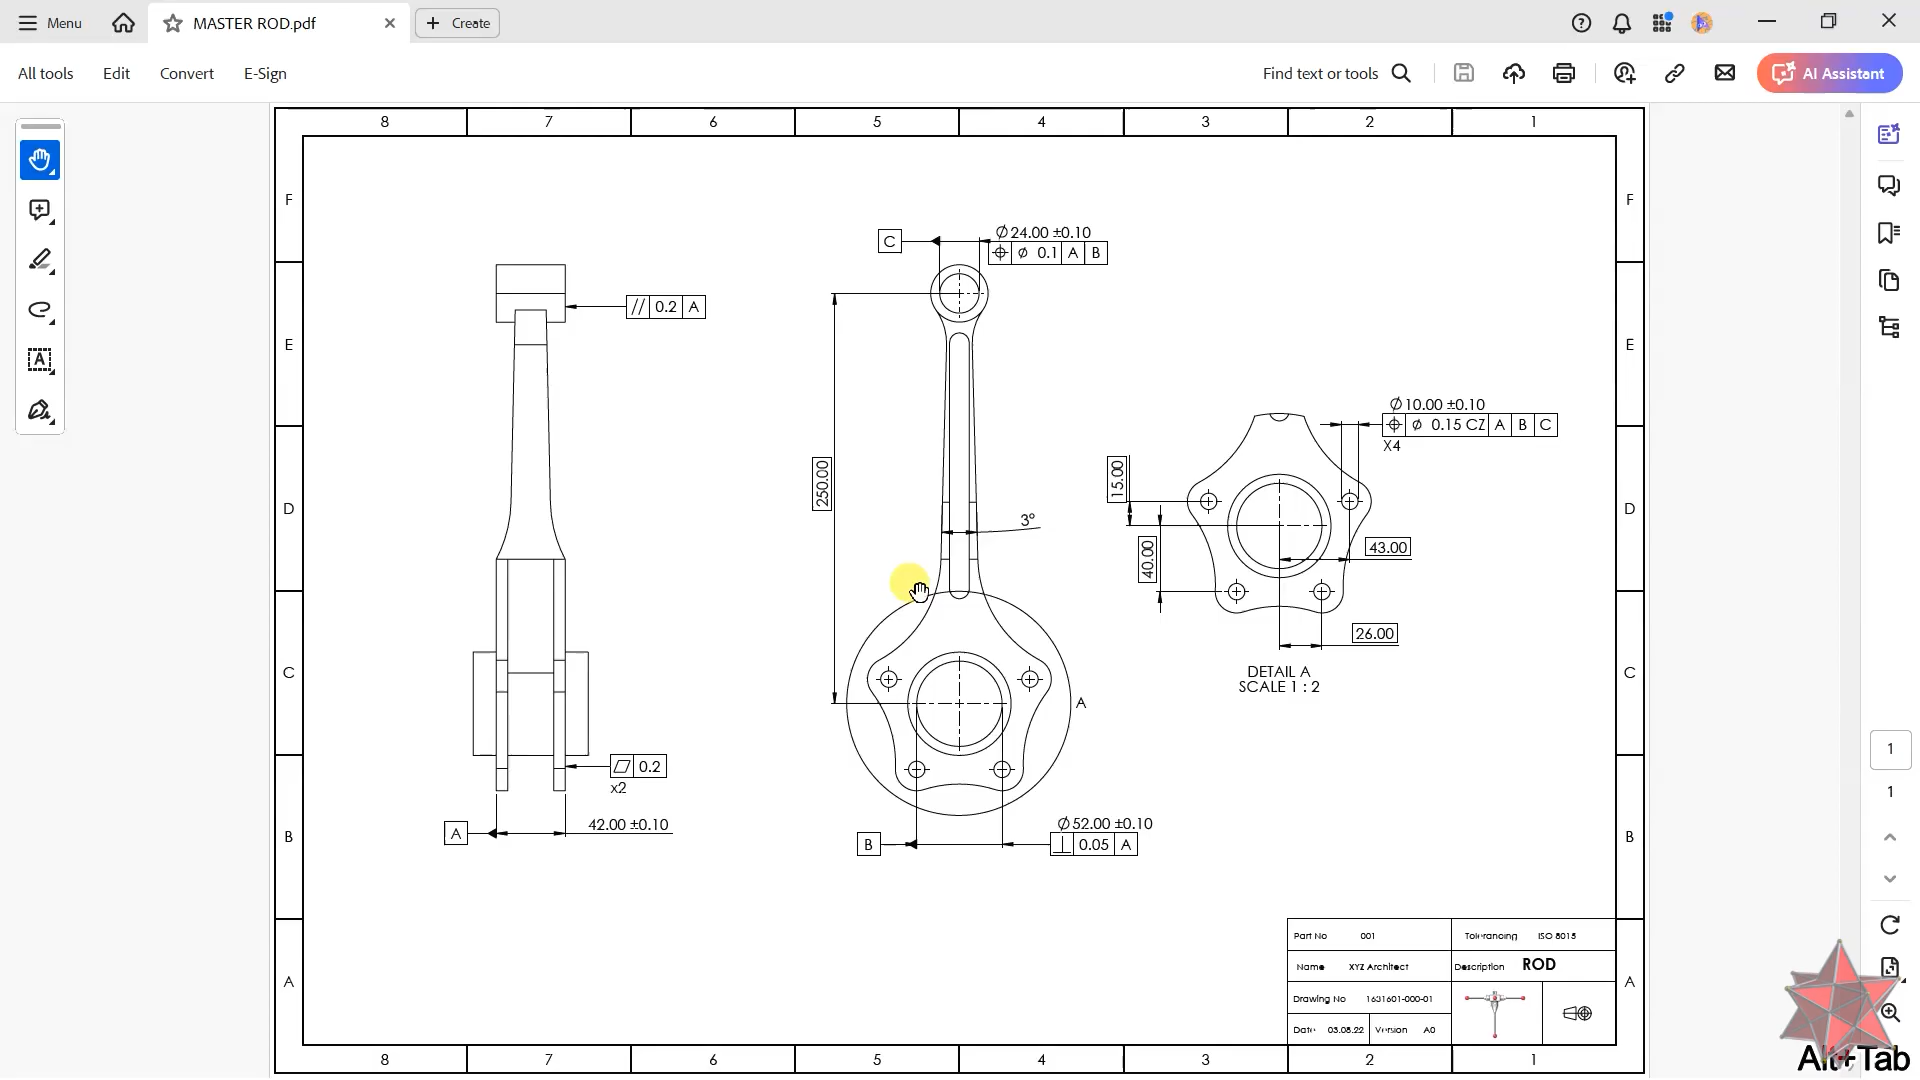 Menu
MASTER ROD.pdf
Create
All tools
Edit
Convert
E-Sign
Find text or tools
AI Assistant
8 7 6 5 4 3 2 1
F F
E E
D D
C C
B B
A A
// 0.2 A
C
Ø24.00 ±0.10
⌖ Ø 0.1 A B
250.00
3°
A
Ø10.00 ±0.10
⌖ Ø 0.15 CZ A B C
X4
15.00
40.00
43.00
26.00
DETAIL A
SCALE 1 : 2
⏥ 0.2
x2
A
42.00 ±0.10
B
Ø52.00 ±0.10
⊥ 0.05 A
Part No 001
Tolerancing ISO 8015
Name XYZ Architect
Description ROD
Drawing No 1631601-000-01
Date 03.08.22 Version A0
8 7 6 5 4 3 2 1
1
1
Alt+Tab